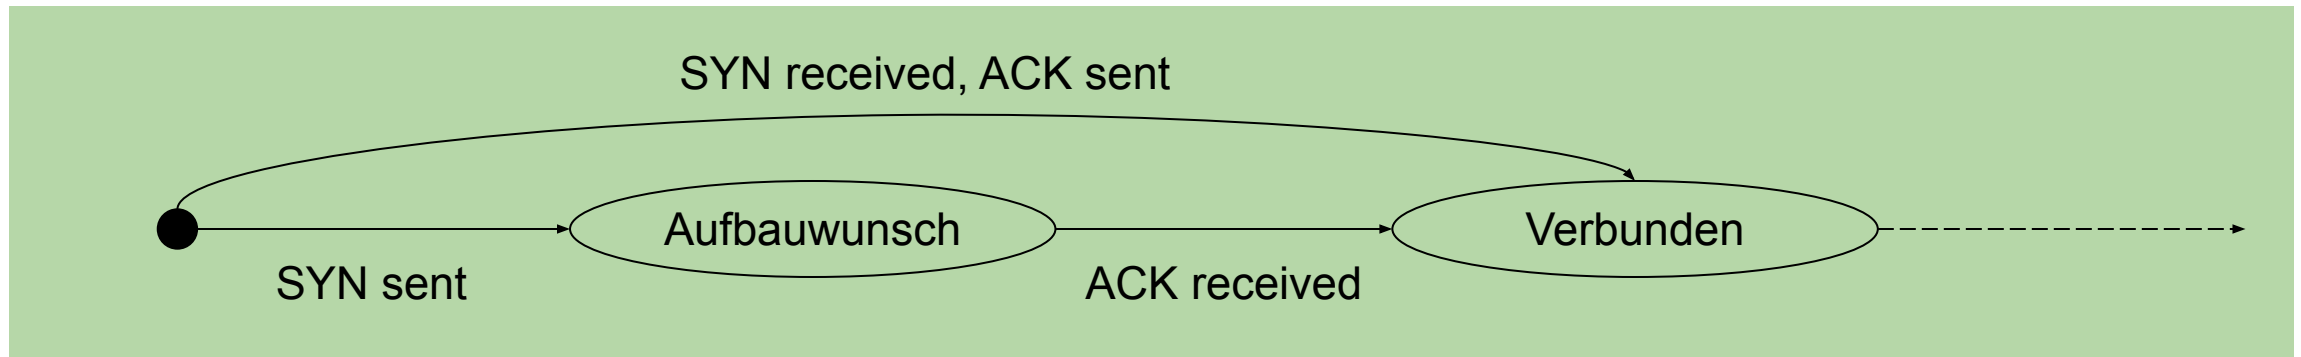 SYN received, ACK sent
Aufbauwunsch
Verbunden
SYN sent
ACK received